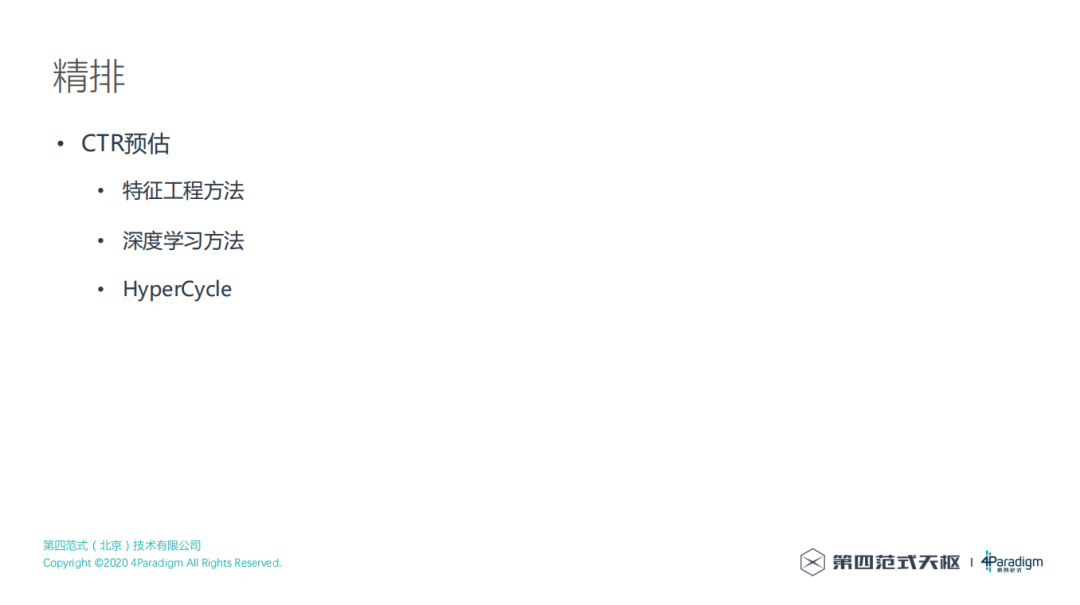 精排
• CTR预估
• 特征工程方法
• 深度学习方法
• HyperCycle
第四范式（北京）技术有限公司
Copyright ©2020 4Paradigm All Rights Reserved.
第四范式天枢 | 4Paradigm
第四范式